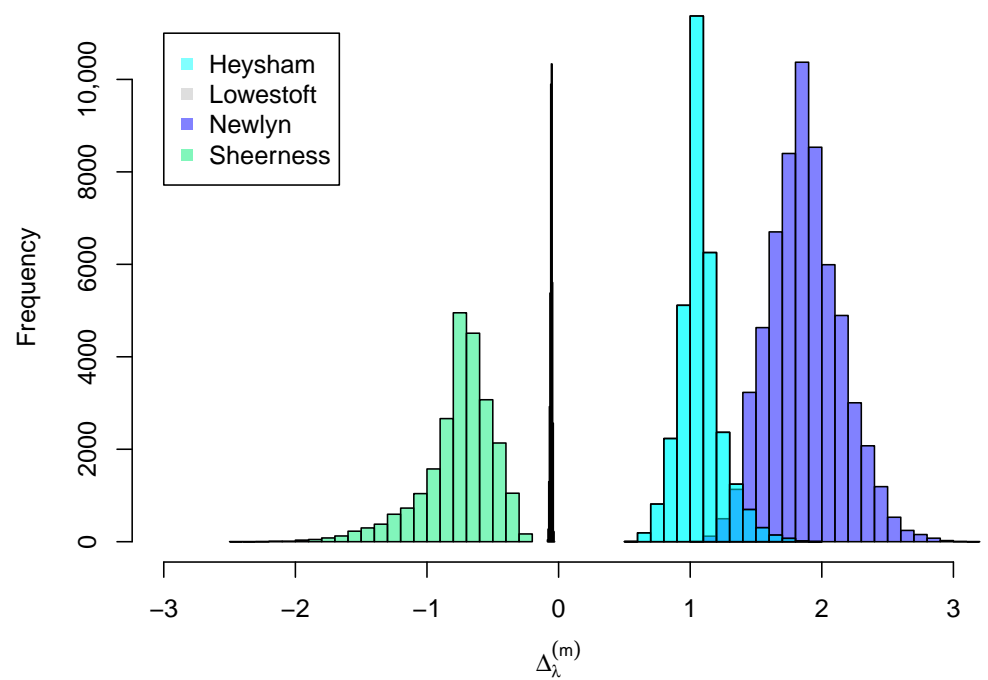 Heysham
Lowestoft
Newlyn
Sheerness
Frequency
10,000
8000
6000
4000
2000
0
−3 −2 −1 0 1 2 3
Δλ(m)